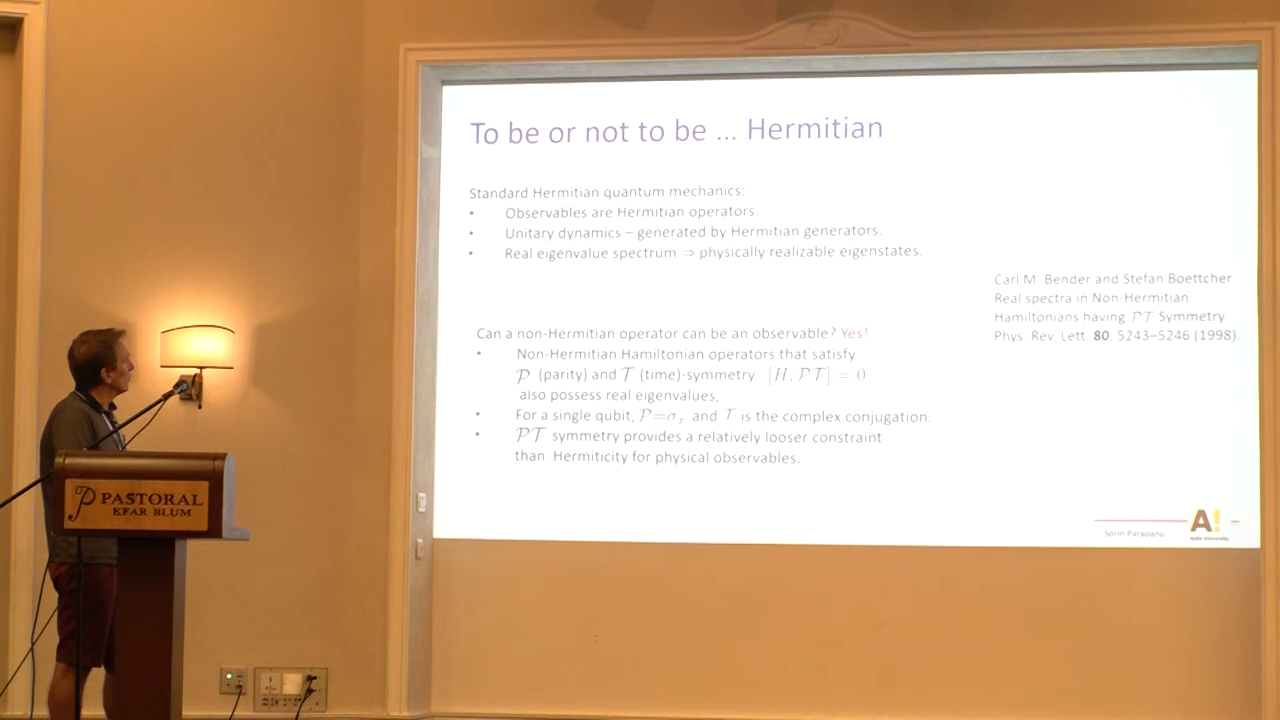 To be or not to be ... Hermitian
Standard Hermitian quantum mechanics:
• Observables are Hermitian operators.
• Unitary dynamics – generated by Hermitian generators.
• Real eigenvalue spectrum ⇒ physically realizable eigenstates.
Carl M. Bender and Stefan Boettcher
Real spectra in Non-Hermitian
Hamiltonians having 𝒫𝒯 Symmetry
Phys. Rev. Lett. 80, 5243–5246 (1998).
Can a non-Hermitian operator can be an observable? Yes!
• Non-Hermitian Hamiltonian operators that satisfy
𝒫 (parity) and 𝒯 (time)-symmetry [H, 𝒫𝒯] = 0
also possess real eigenvalues,
• For a single qubit, 𝒫=σₓ and 𝒯 is the complex conjugation.
• 𝒫𝒯 symmetry provides a relatively looser constraint
than Hermiticity for physical observables.
Sorin Paraoanu
A!
Aalto University
P PASTORAL
KFAR BLUM